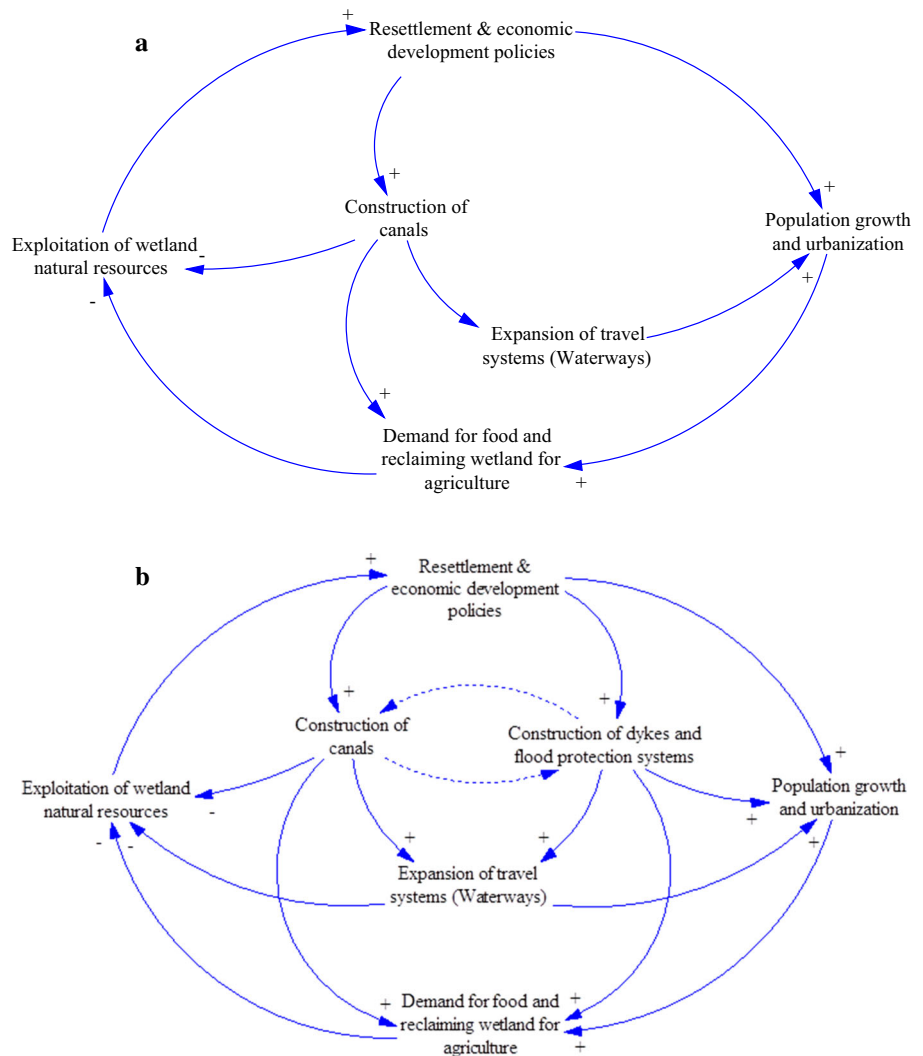 a
+
Resettlement & economic
development policies
+
+
Construction of
canals
Population growth
and urbanization
Exploitation of wetland
natural resources
-
-
+
Expansion of travel
systems (Waterways)
+
Demand for food and
reclaiming wetland for
agriculture
+
b
+
Resettlement &
economic development
policies
+
+
Construction of
canals
Construction of dykes and
flood protection systems
+
Exploitation of wetland
natural resources
-
Population growth
and urbanization
+
-
-
+
+
+
Expansion of travel
systems (Waterways)
+
+
Demand for food and
reclaiming wetland for
agriculture
+